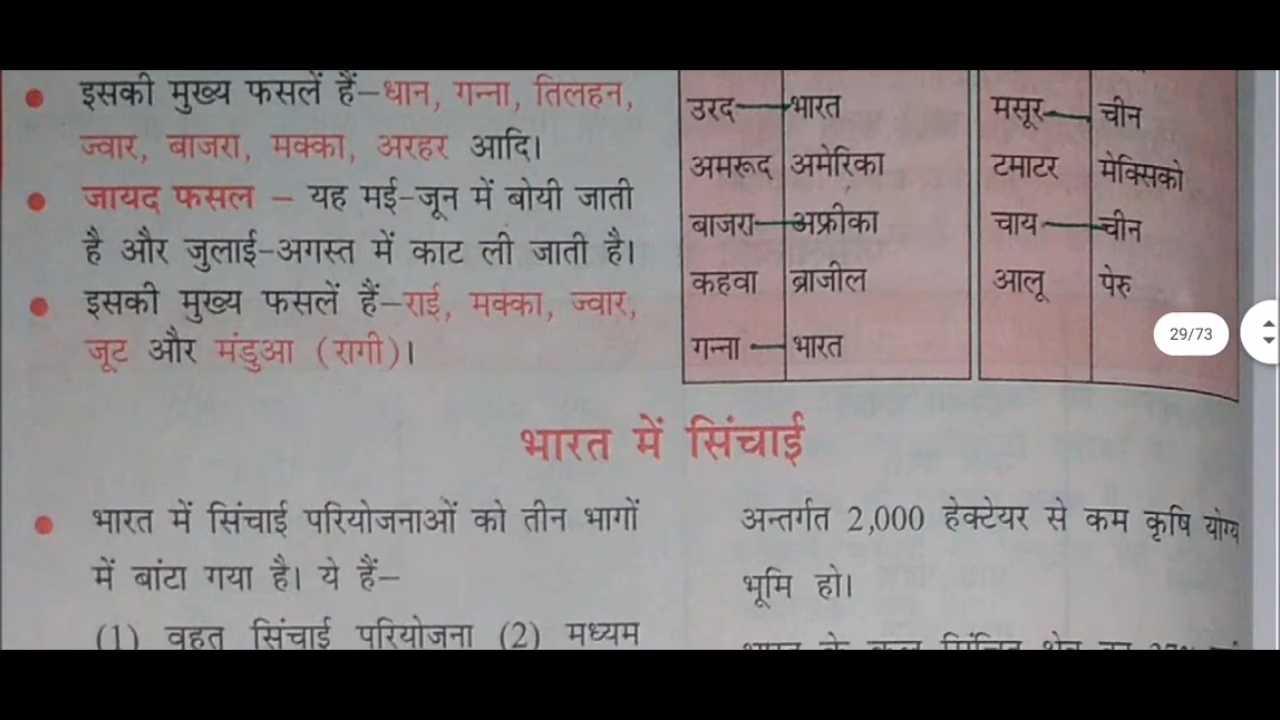 इसकी मुख्य फसलें हैं–धान, गन्ना, तिलहन,
ज्वार, बाजरा, मक्का, अरहर आदि।
जायद फसल – यह मई-जून में बोयी जाती
है और जुलाई-अगस्त में काट ली जाती है।
इसकी मुख्य फसलें हैं–राई, मक्का, ज्वार,
जूट और मंडुआ (रागी)।
उरद भारत
अमरूद अमेरिका
बाजरा अफ्रीका
कहवा ब्राजील
गन्ना भारत
मसूर चीन
टमाटर मेक्सिको
चाय चीन
आलू पेरु
29/73
भारत में सिंचाई
भारत में सिंचाई परियोजनाओं को तीन भागों
में बांटा गया है। ये हैं–
(1) वृहत सिंचाई परियोजना (2) मध्यम
अन्तर्गत 2,000 हेक्टेयर से कम कृषि योग्य
भूमि हो।